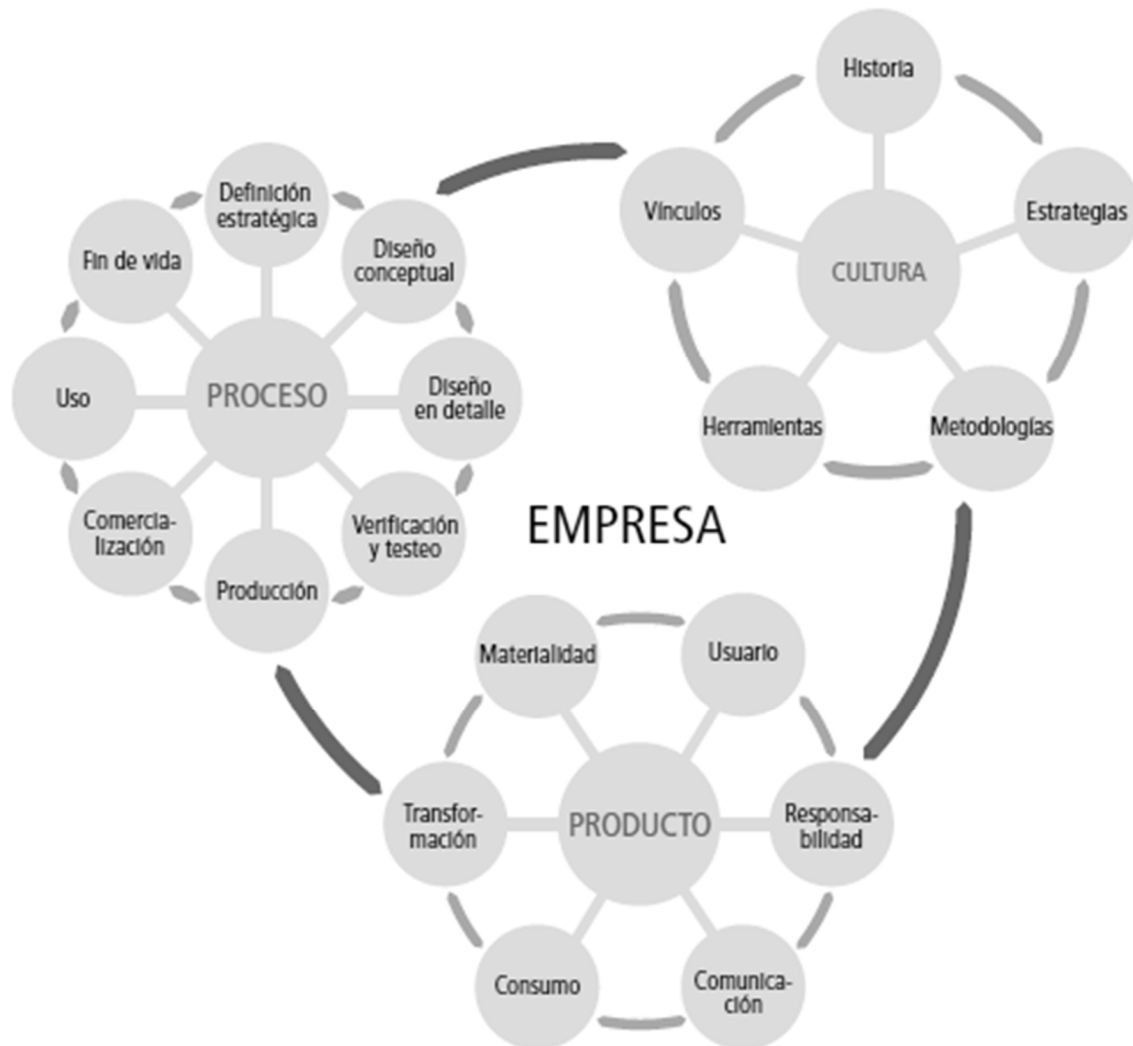 Historia
Vínculos
Estrategias
CULTURA
Herramientas
Metodologías
Definición
estratégica
Fin de vida
Diseño
conceptual
Uso
PROCESO
Diseño
en detalle
Comercia-
lización
Verificación
y testeo
Producción
EMPRESA
Materialidad
Usuario
Transfor-
mación
PRODUCTO
Responsa-
bilidad
Consumo
Comunica-
ción